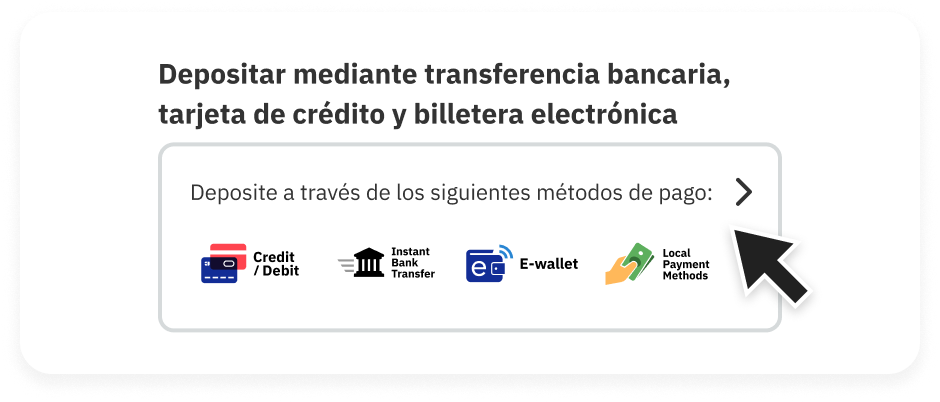 Depositar mediante transferencia bancaria,
tarjeta de crédito y billetera electrónica
Deposite a través de los siguientes métodos de pago:
Credit
/ Debit
Instant
Bank
Transfer
e
E-wallet
Local
Payment
Methods